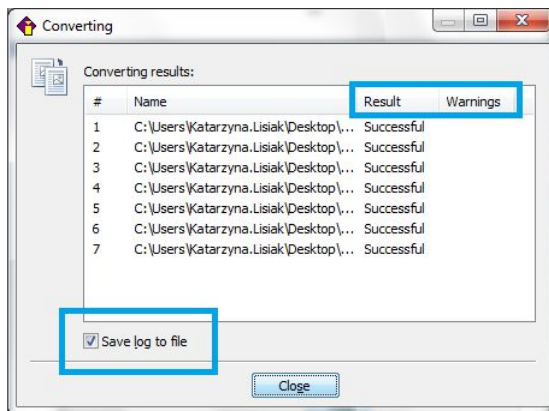 Converting
Converting results:
# Name Result Warnings
1 C:\Users\Katarzyna.Lisiak\Desktop\... Successful
2 C:\Users\Katarzyna.Lisiak\Desktop\... Successful
3 C:\Users\Katarzyna.Lisiak\Desktop\... Successful
4 C:\Users\Katarzyna.Lisiak\Desktop\... Successful
5 C:\Users\Katarzyna.Lisiak\Desktop\... Successful
6 C:\Users\Katarzyna.Lisiak\Desktop\... Successful
7 C:\Users\Katarzyna.Lisiak\Desktop\... Successful
Save log to file
Close